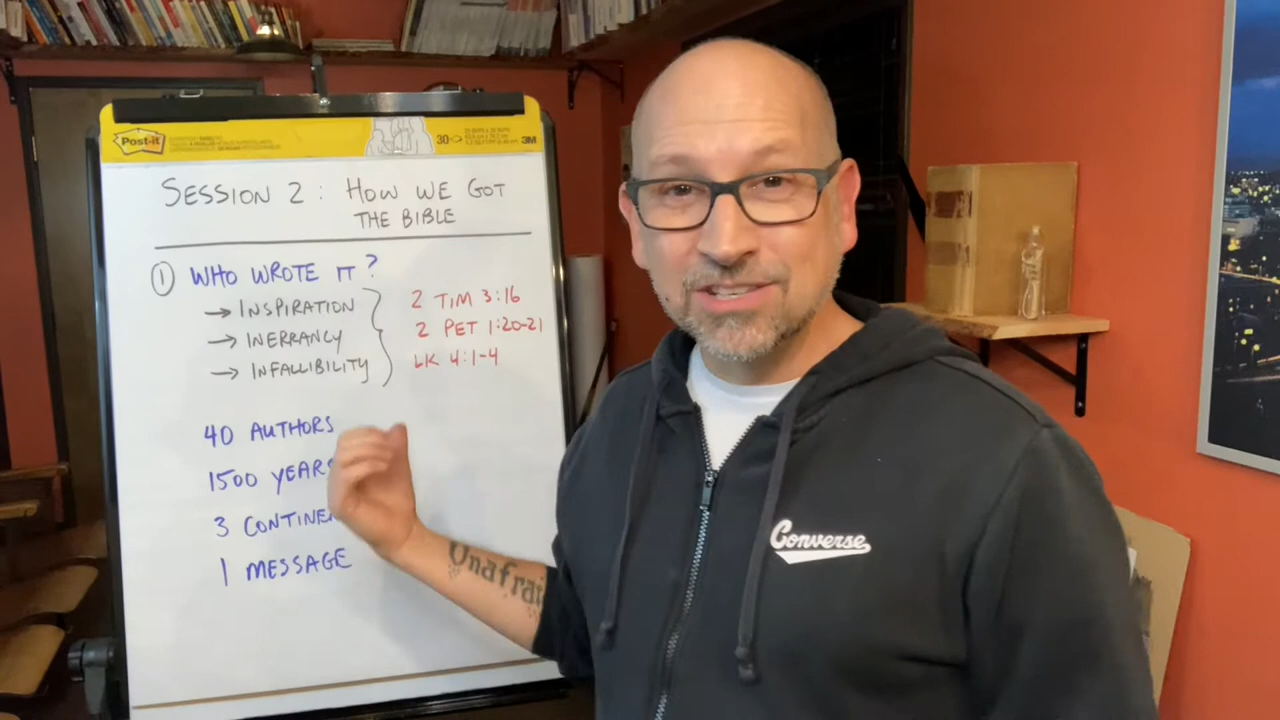 Post-it
30
3M
SESSION 2 : HOW WE GOT
THE BIBLE
① WHO WROTE IT ?
→ INSPIRATION
→ INERRANCY
→ INFALLIBILITY
2 TIM 3:16
2 PET 1:20-21
LK 4:1-4
40 AUTHORS
1500 YEARS
3 CONTINE
1 MESSAGE
Unafrai
Converse